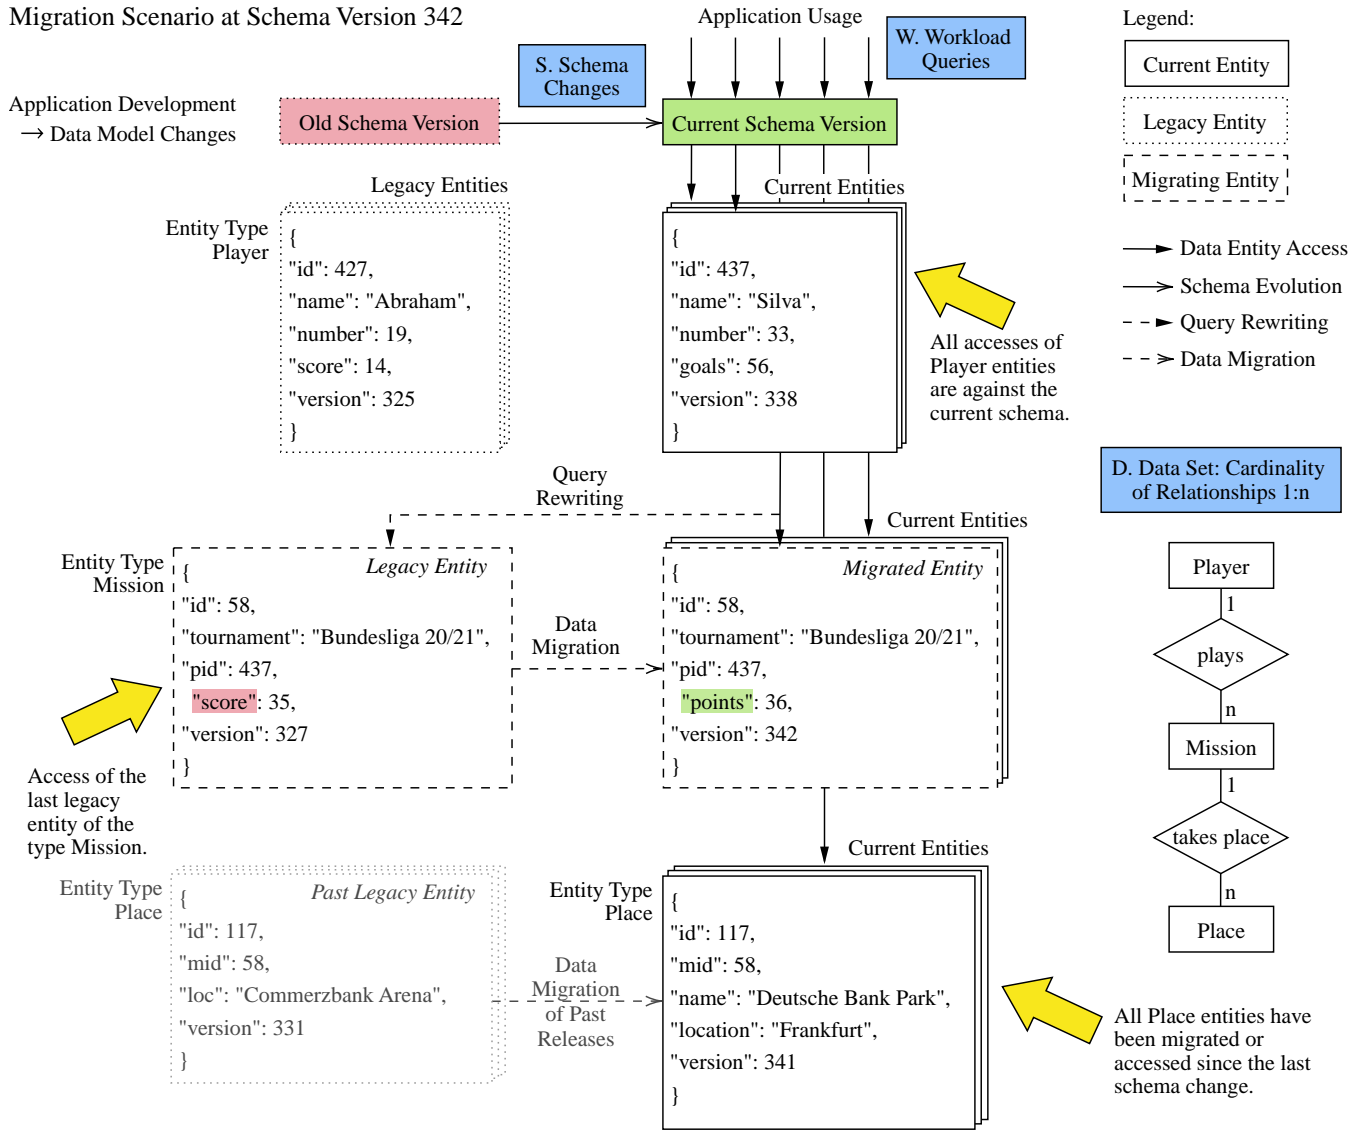 Migration Scenario at Schema Version 342
Application Usage
Legend:
S. Schema
Changes
W. Workload
Queries
Current Entity
Application Development
→ Data Model Changes
Old Schema Version
Current Schema Version
Legacy Entity
Migrating Entity
Legacy Entities
Current Entities
Entity Type
Player
{
"id": 427,
"name": "Abraham",
"number": 19,
"score": 14,
"version": 325
}
{
"id": 437,
"name": "Silva",
"number": 33,
"goals": 56,
"version": 338
}
All accesses of
Player entities
are against the
current schema.
Data Entity Access
Schema Evolution
Query Rewriting
Data Migration
D. Data Set: Cardinality
of Relationships 1:n
Query
Rewriting
Current Entities
Entity Type
Mission
Legacy Entity
{
"id": 58,
"tournament": "Bundesliga 20/21",
"pid": 437,
"score": 35,
"version": 327
}
Data
Migration
Migrated Entity
{
"id": 58,
"tournament": "Bundesliga 20/21",
"pid": 437,
"points": 36,
"version": 342
}
Access of the
last legacy
entity of the
type Mission.
Player
1
plays
n
Mission
1
takes place
n
Place
Current Entities
Entity Type
Place
Past Legacy Entity
{
"id": 117,
"mid": 58,
"loc": "Commerzbank Arena",
"version": 331
}
Data
Migration
of Past
Releases
Entity Type
Place
{
"id": 117,
"mid": 58,
"name": "Deutsche Bank Park",
"location": "Frankfurt",
"version": 341
}
All Place entities have
been migrated or
accessed since the last
schema change.